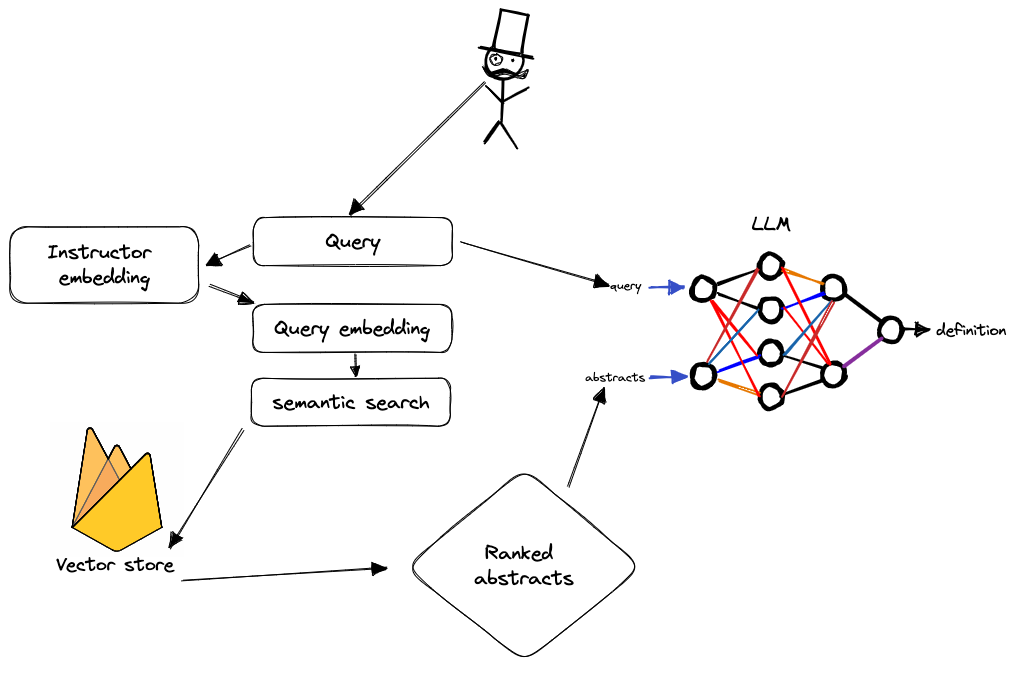 LLM
Query
Instructor
embedding
query
Query embedding
definition
abstracts
semantic search
Vector store
Ranked
abstracts